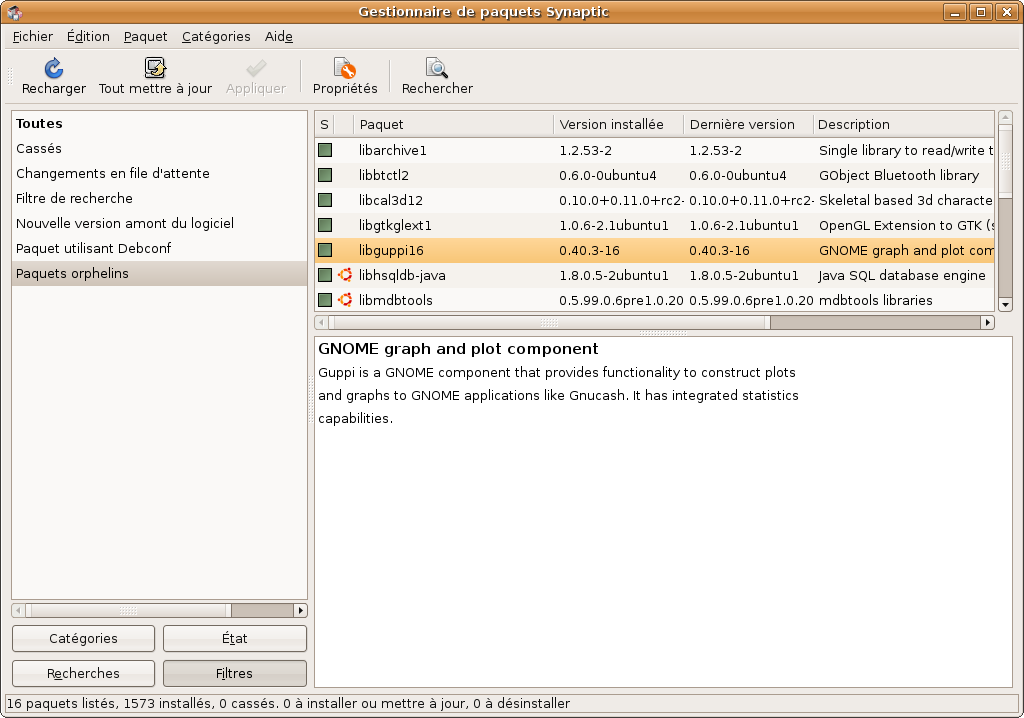 Gestionnaire de paquets Synaptic
Fichier Édition Paquet Catégories Aide
Recharger Tout mettre à jour Appliquer Propriétés Rechercher
Toutes
Cassés
Changements en file d'attente
Filtre de recherche
Nouvelle version amont du logiciel
Paquet utilisant Debconf
Paquets orphelins
S Paquet Version installée Dernière version Description
libarchive1 1.2.53-2 1.2.53-2 Single library to read/write t
libbtctl2 0.6.0-0ubuntu4 0.6.0-0ubuntu4 GObject Bluetooth library
libcal3d12 0.10.0+0.11.0+rc2- 0.10.0+0.11.0+rc2- Skeletal based 3d characte
libgtkglext1 1.0.6-2.1ubuntu1 1.0.6-2.1ubuntu1 OpenGL Extension to GTK (s
libguppi16 0.40.3-16 0.40.3-16 GNOME graph and plot com
libhsqldb-java 1.8.0.5-2ubuntu1 1.8.0.5-2ubuntu1 Java SQL database engine
libmdbtools 0.5.99.0.6pre1.0.20 0.5.99.0.6pre1.0.20 mdbtools libraries
GNOME graph and plot component
Guppi is a GNOME component that provides functionality to construct plots
and graphs to GNOME applications like Gnucash. It has integrated statistics
capabilities.
Catégories État
Recherches Filtres
16 paquets listés, 1573 installés, 0 cassés. 0 à installer ou mettre à jour, 0 à désinstaller